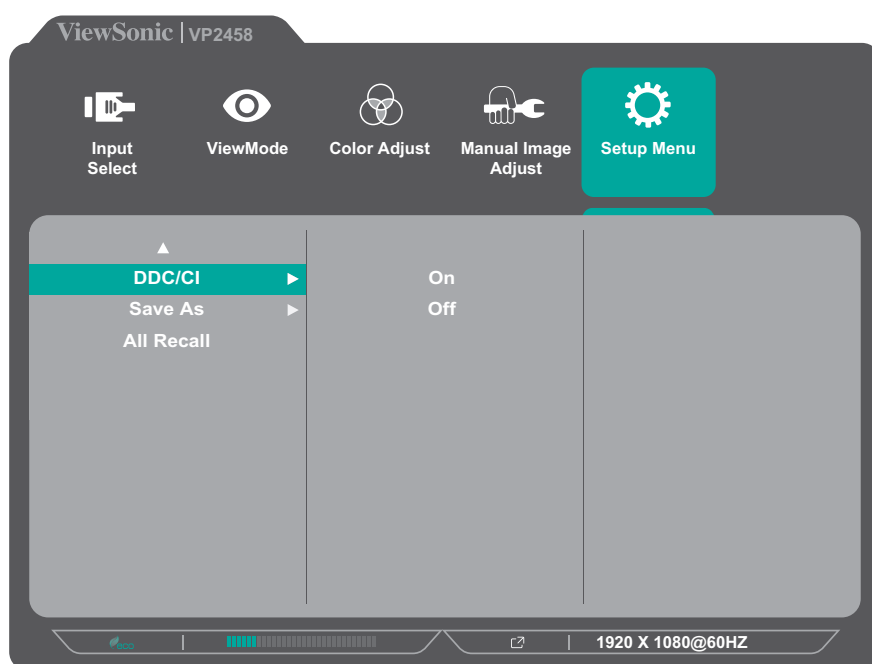 ViewSonic | VP2458
Input
Select
ViewMode
Color Adjust
Manual Image
Adjust
Setup Menu
DDC/CI
Save As
All Recall
On
Off
eco
1920 X 1080@60HZ